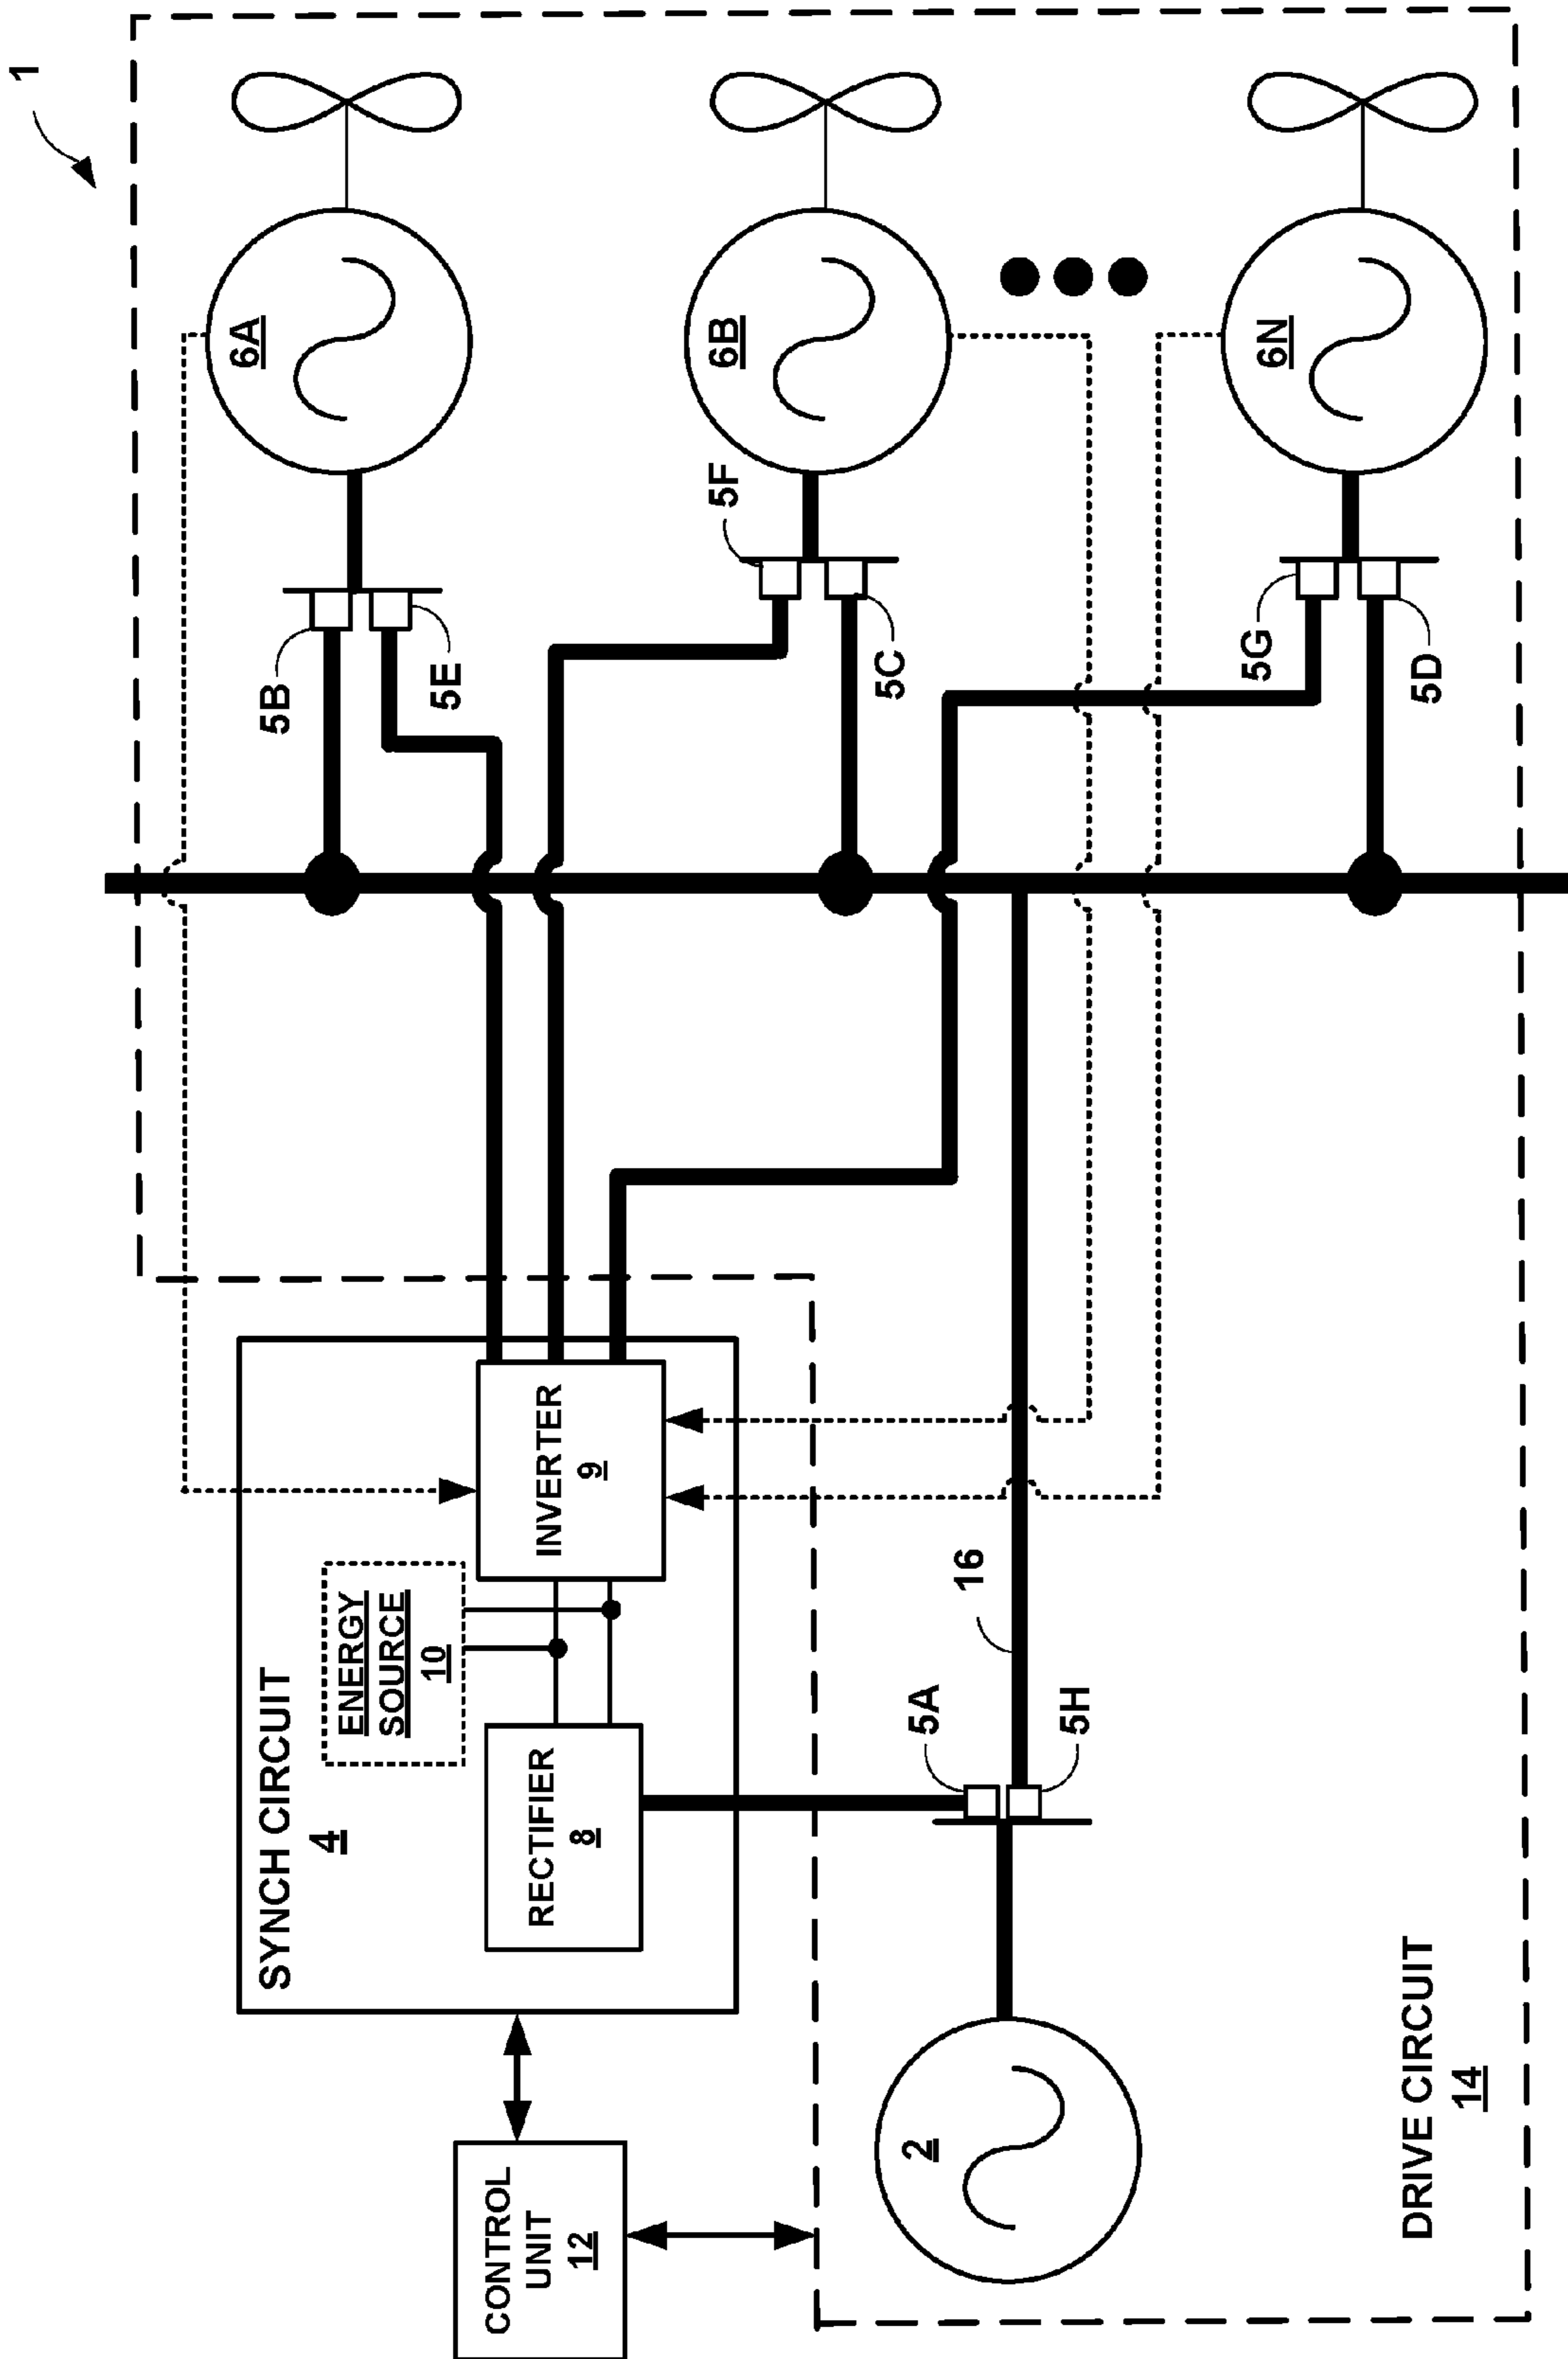 1
SYNCH CIRCUIT
4
ENERGY
SOURCE
10
RECTIFIER
8
INVERTER
9
CONTROL
UNIT
12
2
5A
5H
16
5B
5E
6A
5F
5C
6B
5G
5D
6N
DRIVE CIRCUIT
14